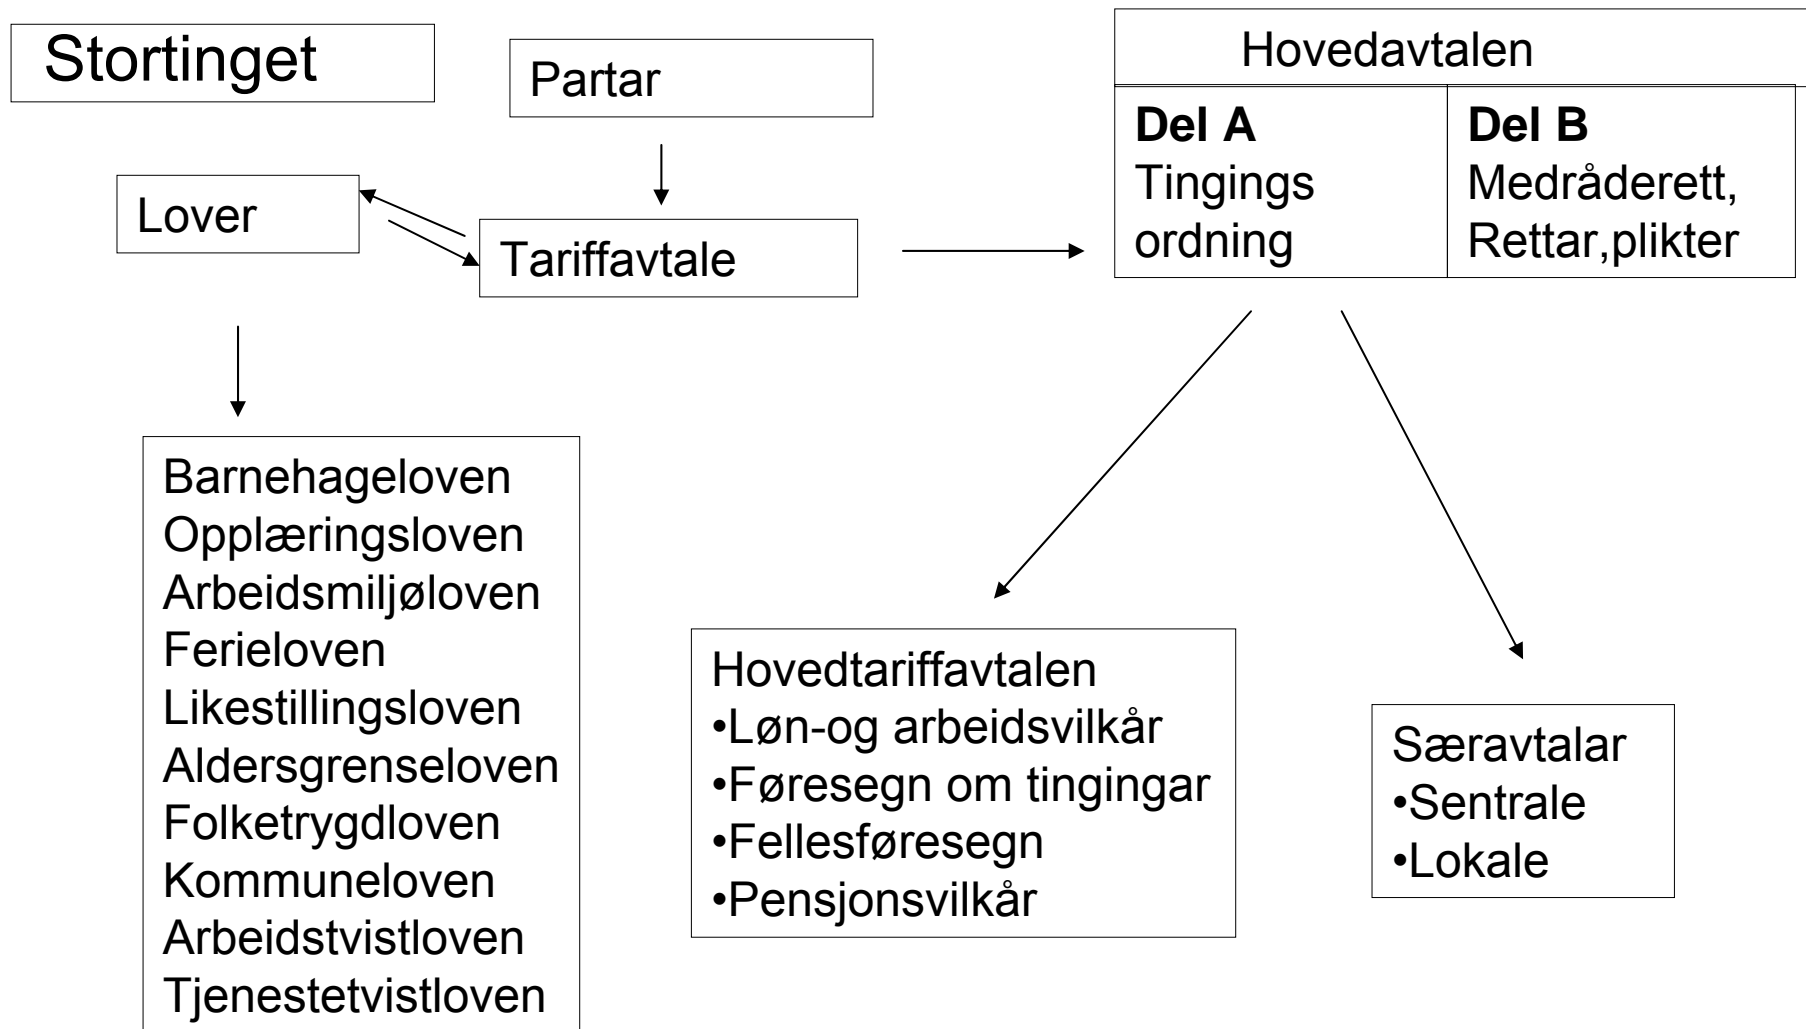 Stortinget
Partar
Hovedavtalen
Del A
Tingings
ordning
Del B
Medråderett,
Rettar,plikter
Lover
Tariffavtale
Barnehageloven
Opplæringsloven
Arbeidsmiljøloven
Ferieloven
Likestillingsloven
Aldersgrenseloven
Folketrygdloven
Kommuneloven
Arbeidstvistloven
Tjenestetvistloven
Hovedtariffavtalen
•Løn-og arbeidsvilkår
•Føresegn om tingingar
•Fellesføresegn
•Pensjonsvilkår
Særavtalar
•Sentrale
•Lokale